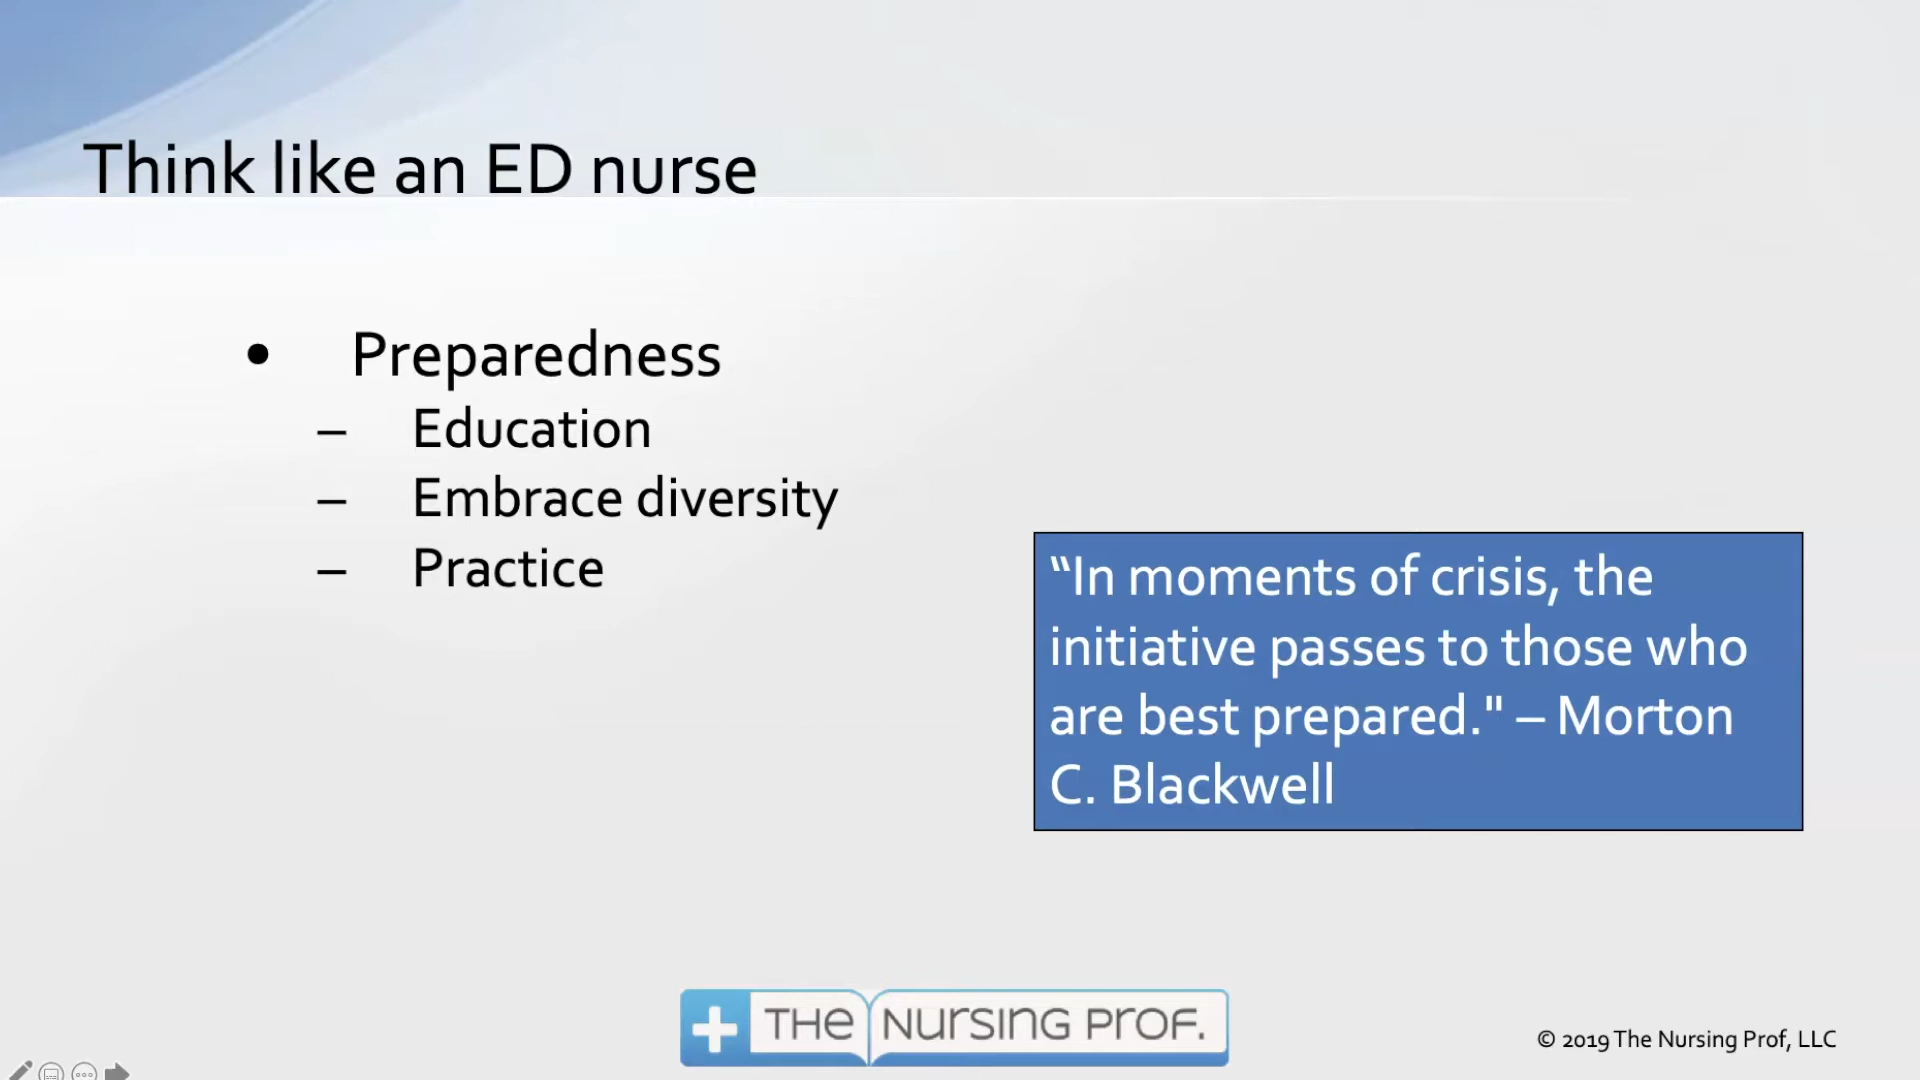 Think like an ED nurse
• Preparedness
– Education
– Embrace diversity
– Practice
“In moments of crisis, the
initiative passes to those who
are best prepared." – Morton
C. Blackwell
THE NURSING PROF.
© 2019 The Nursing Prof, LLC